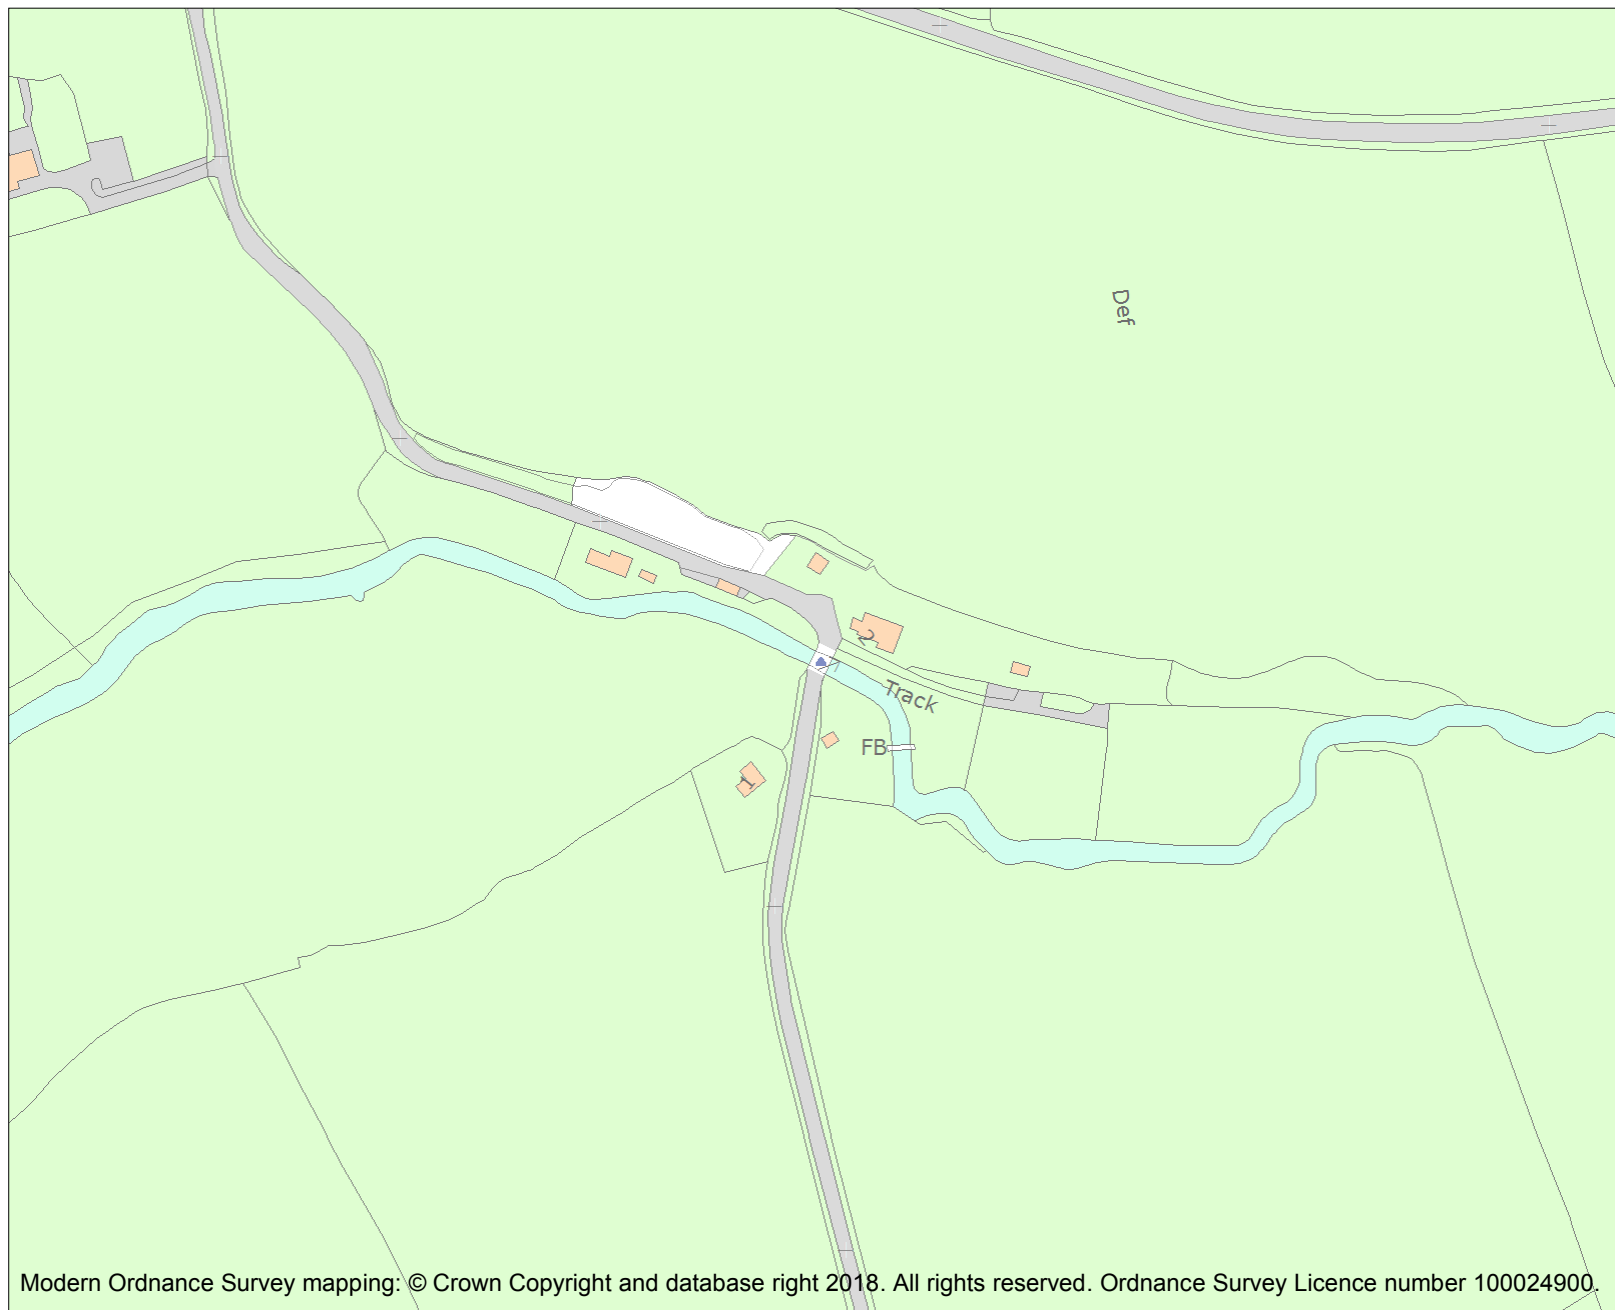 Def
2
Track
FB
1
Modern Ordnance Survey mapping: © Crown Copyright and database right 2018. All rights reserved. Ordnance Survey Licence number 100024900.